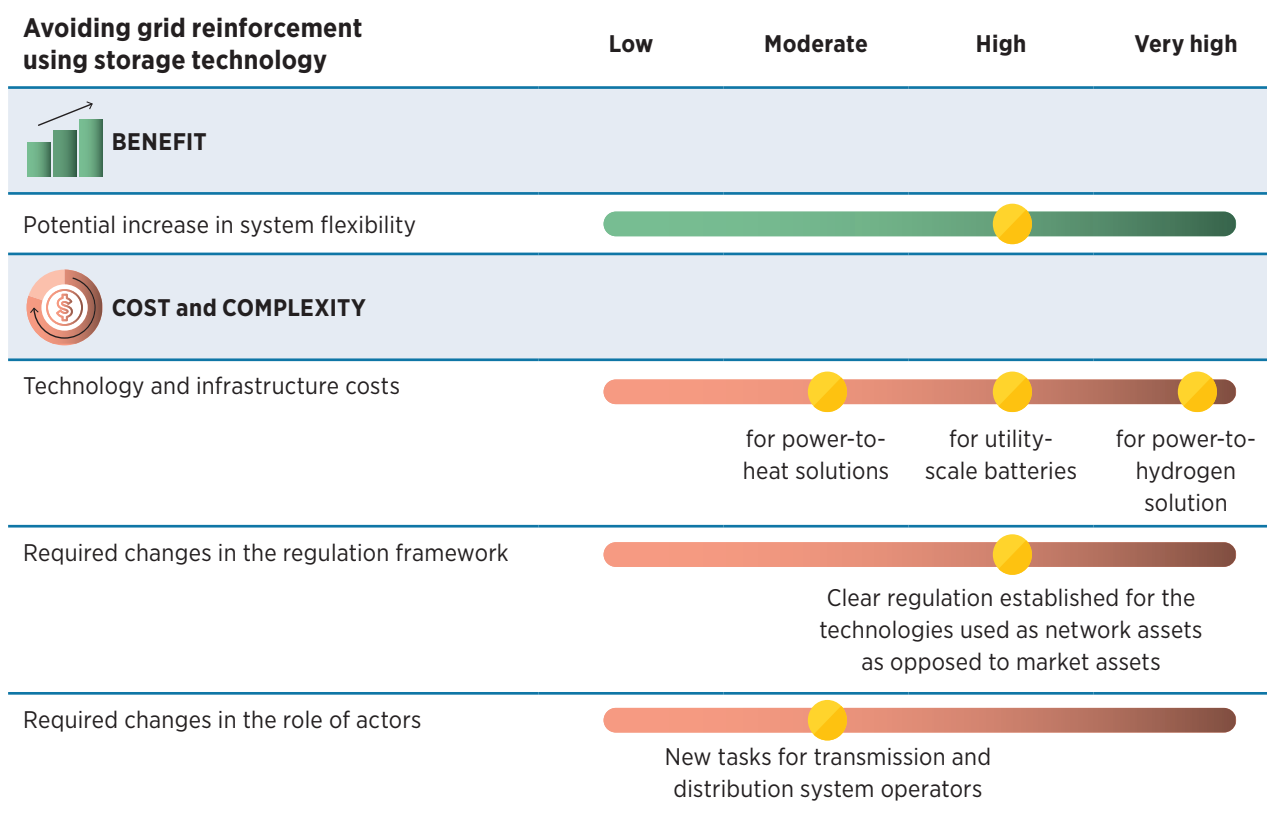 Avoiding grid reinforcement
using storage technology
Low
Moderate
High
Very high
BENEFIT
Potential increase in system flexibility
$
COST and COMPLEXITY
Technology and infrastructure costs
for power-to-
heat solutions
for utility-
scale batteries
for power-to-
hydrogen
solution
Required changes in the regulation framework
Clear regulation established for the
technologies used as network assets
as opposed to market assets
Required changes in the role of actors
New tasks for transmission and
distribution system operators